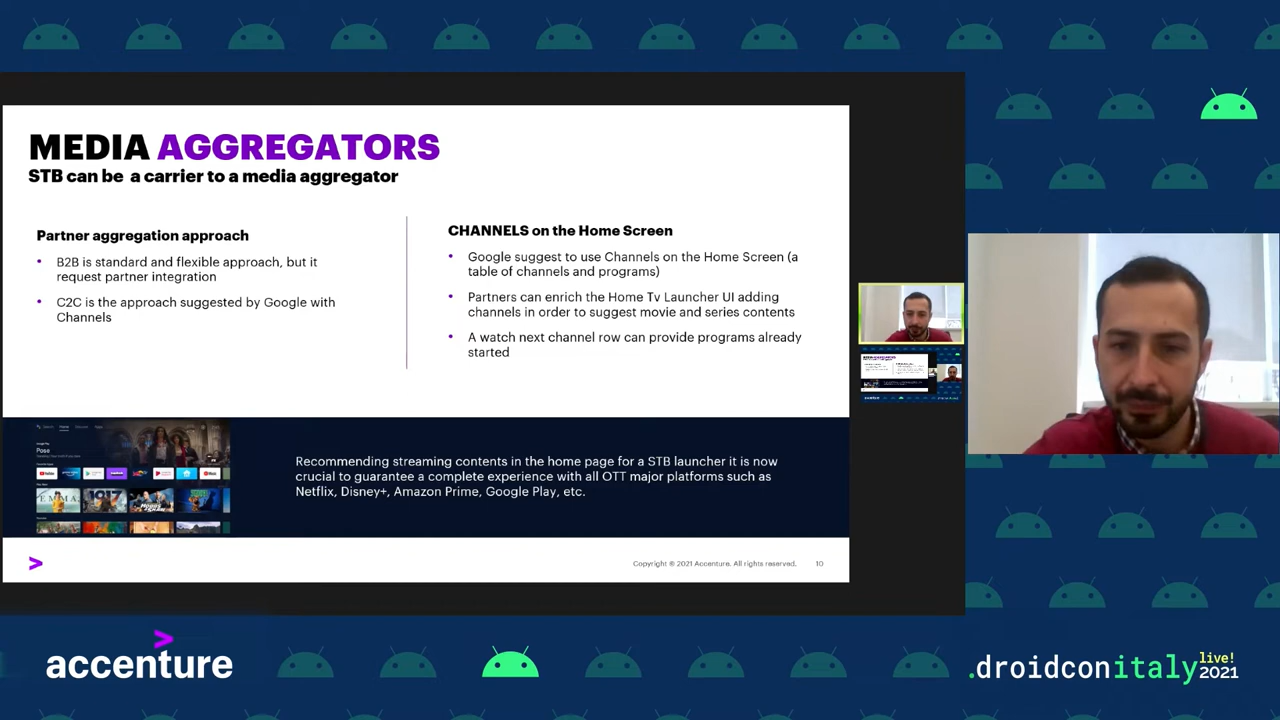 MEDIA AGGREGATORS
STB can be a carrier to a media aggregator
Partner aggregation approach
• B2B is standard and flexible approach, but it
request partner integration
• C2C is the approach suggested by Google with
Channels
CHANNELS on the Home Screen
• Google suggest to use Channels on the Home Screen (a
table of channels and programs)
• Partners can enrich the Home Tv Launcher UI adding
channels in order to suggest movie and series contents
• A watch next channel row can provide programs already
started
Pose
EMMA.
1917
Recommending streaming contents in the home page for a STB launcher it is now
crucial to guarantee a complete experience with all OTT major platforms such as
Netflix, Disney+, Amazon Prime, Google Play, etc.
>
Copyright © 2021 Accenture. All rights reserved. 10
accenture
.droidconitaly live! 2021